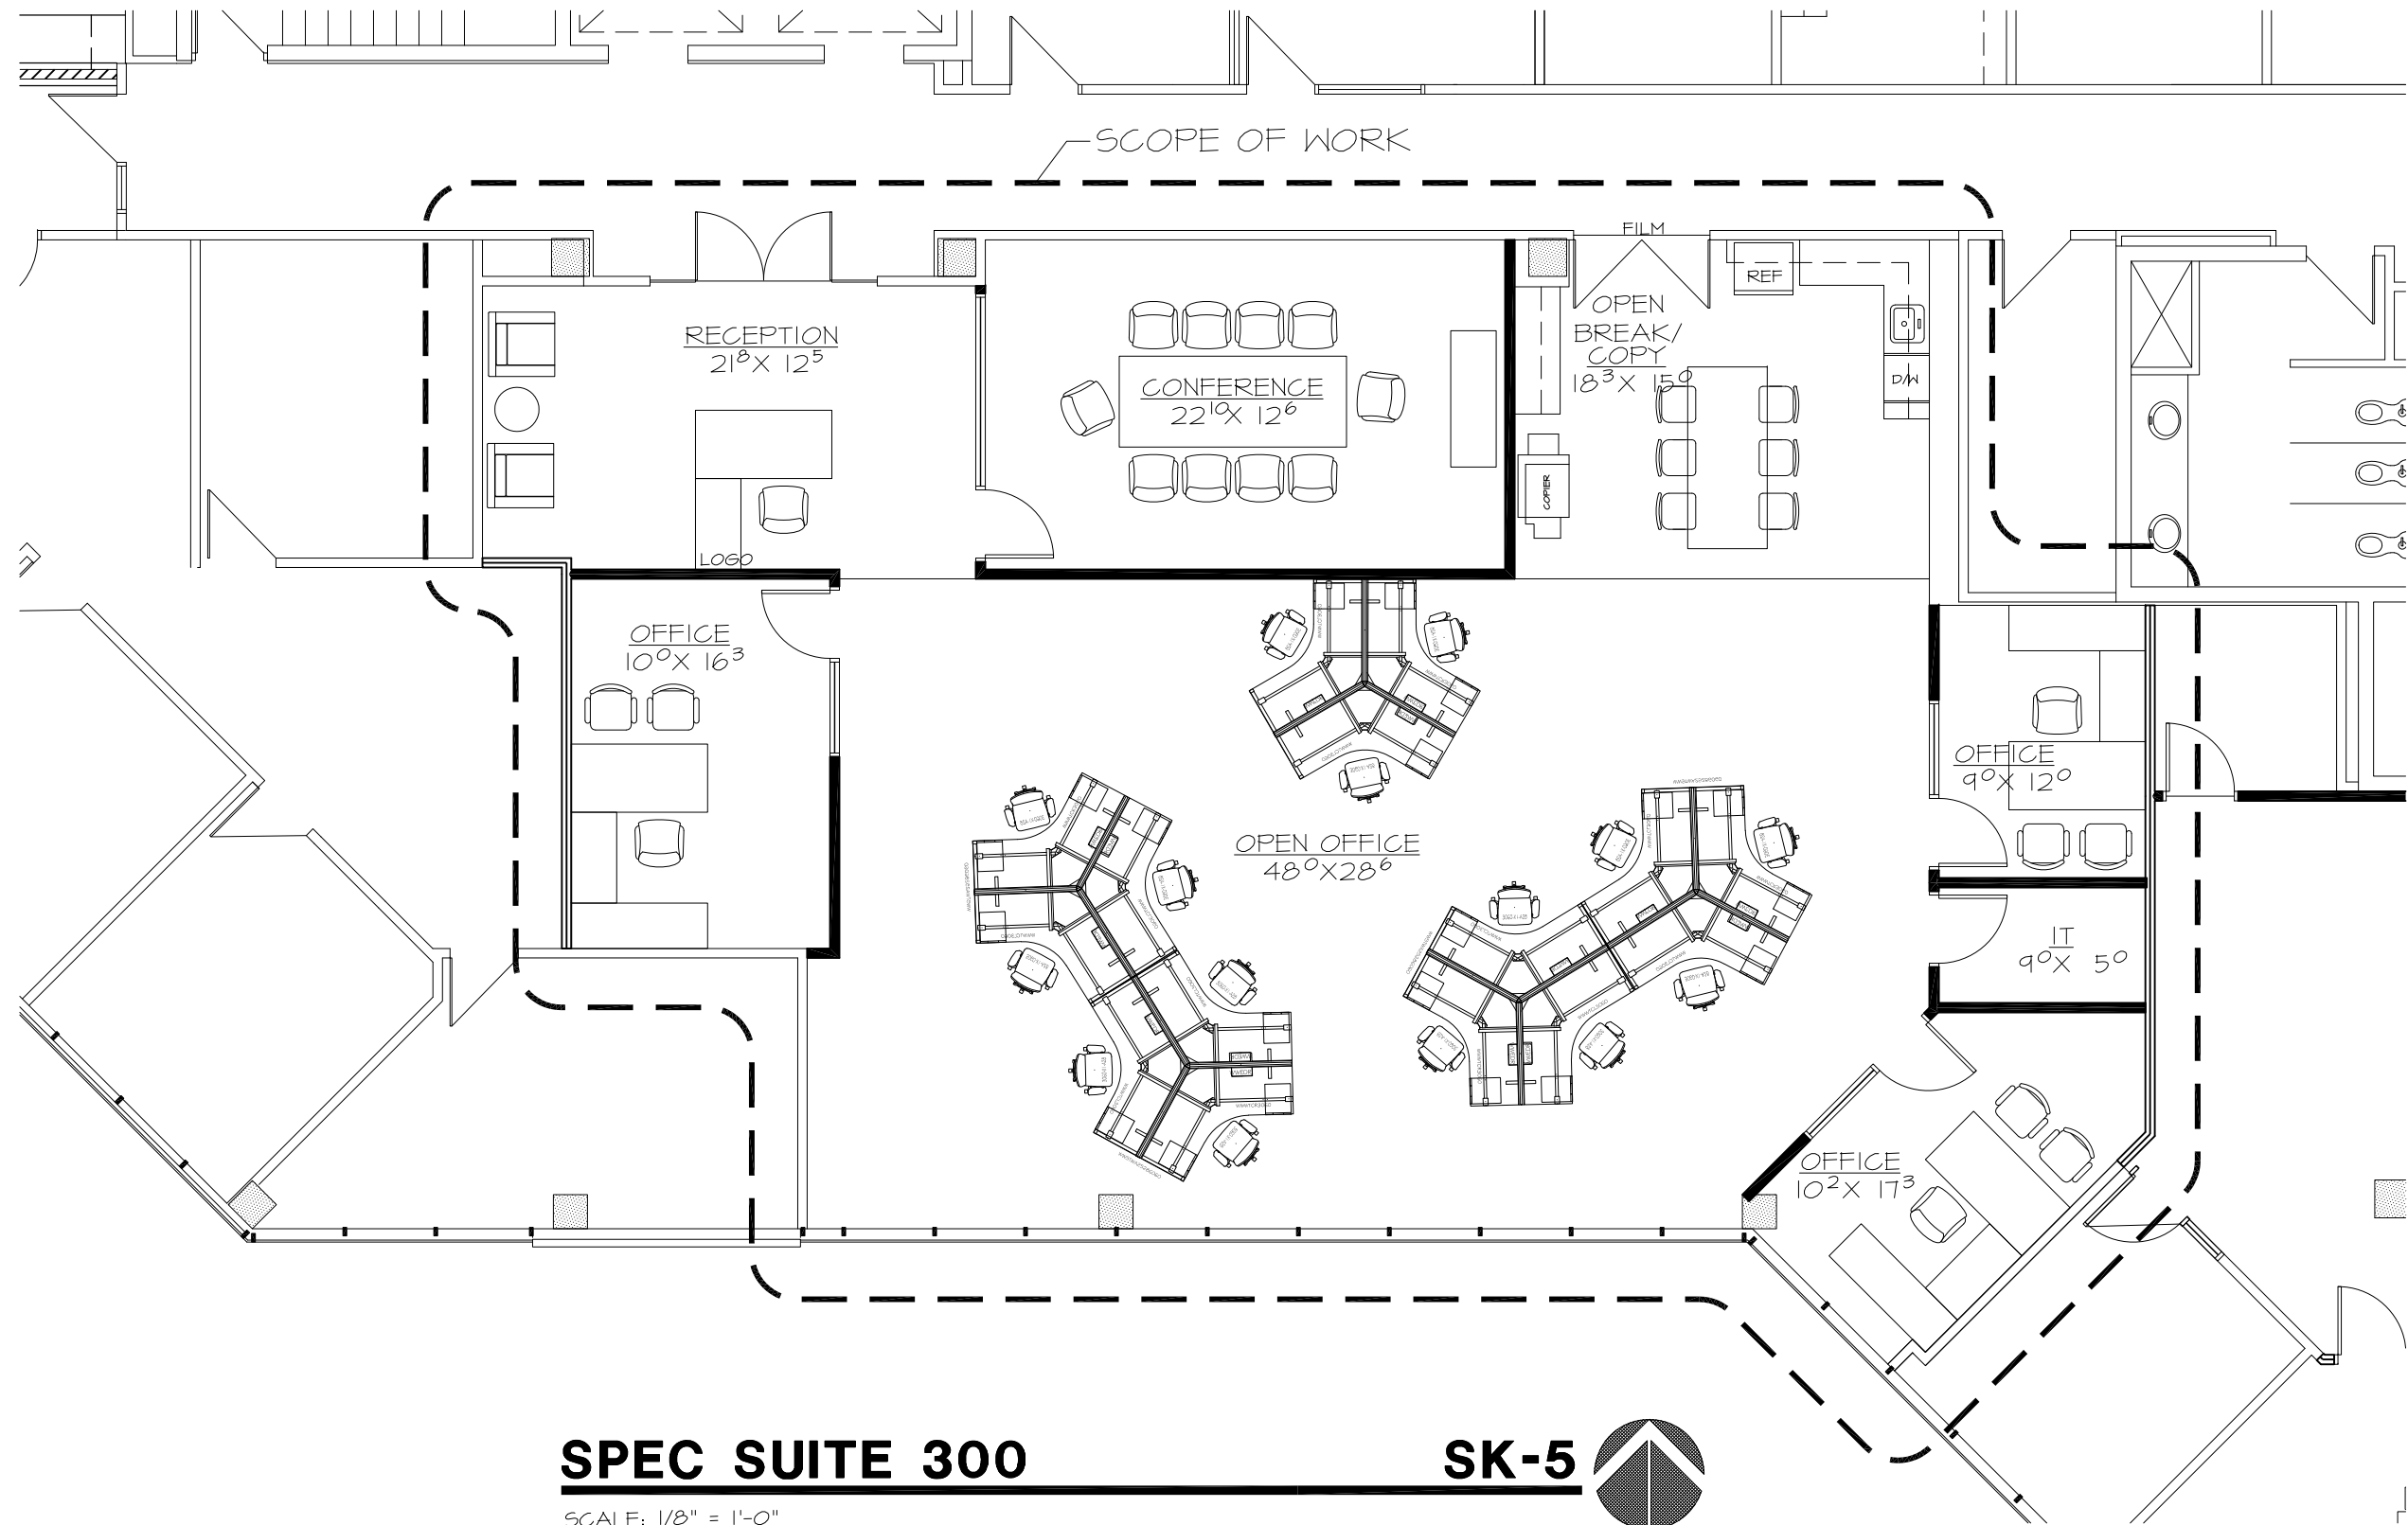 SCOPE OF WORK
FILM
REF
RECEPTION
21⁸X 12⁵
OPEN
BREAK/
COPY
18³X 15⁰
CONFERENCE
22¹⁰X 12⁶
D/W
COPIER
LOGO
OFFICE
10⁰X 16³
OFFICE
9⁰X 12⁰
OPEN OFFICE
48⁰X28⁶
IT
9⁰X 5⁰
OFFICE
10²X 17³
SPEC SUITE 300
SK-5
SCALE: 1/8" = 1'-0"